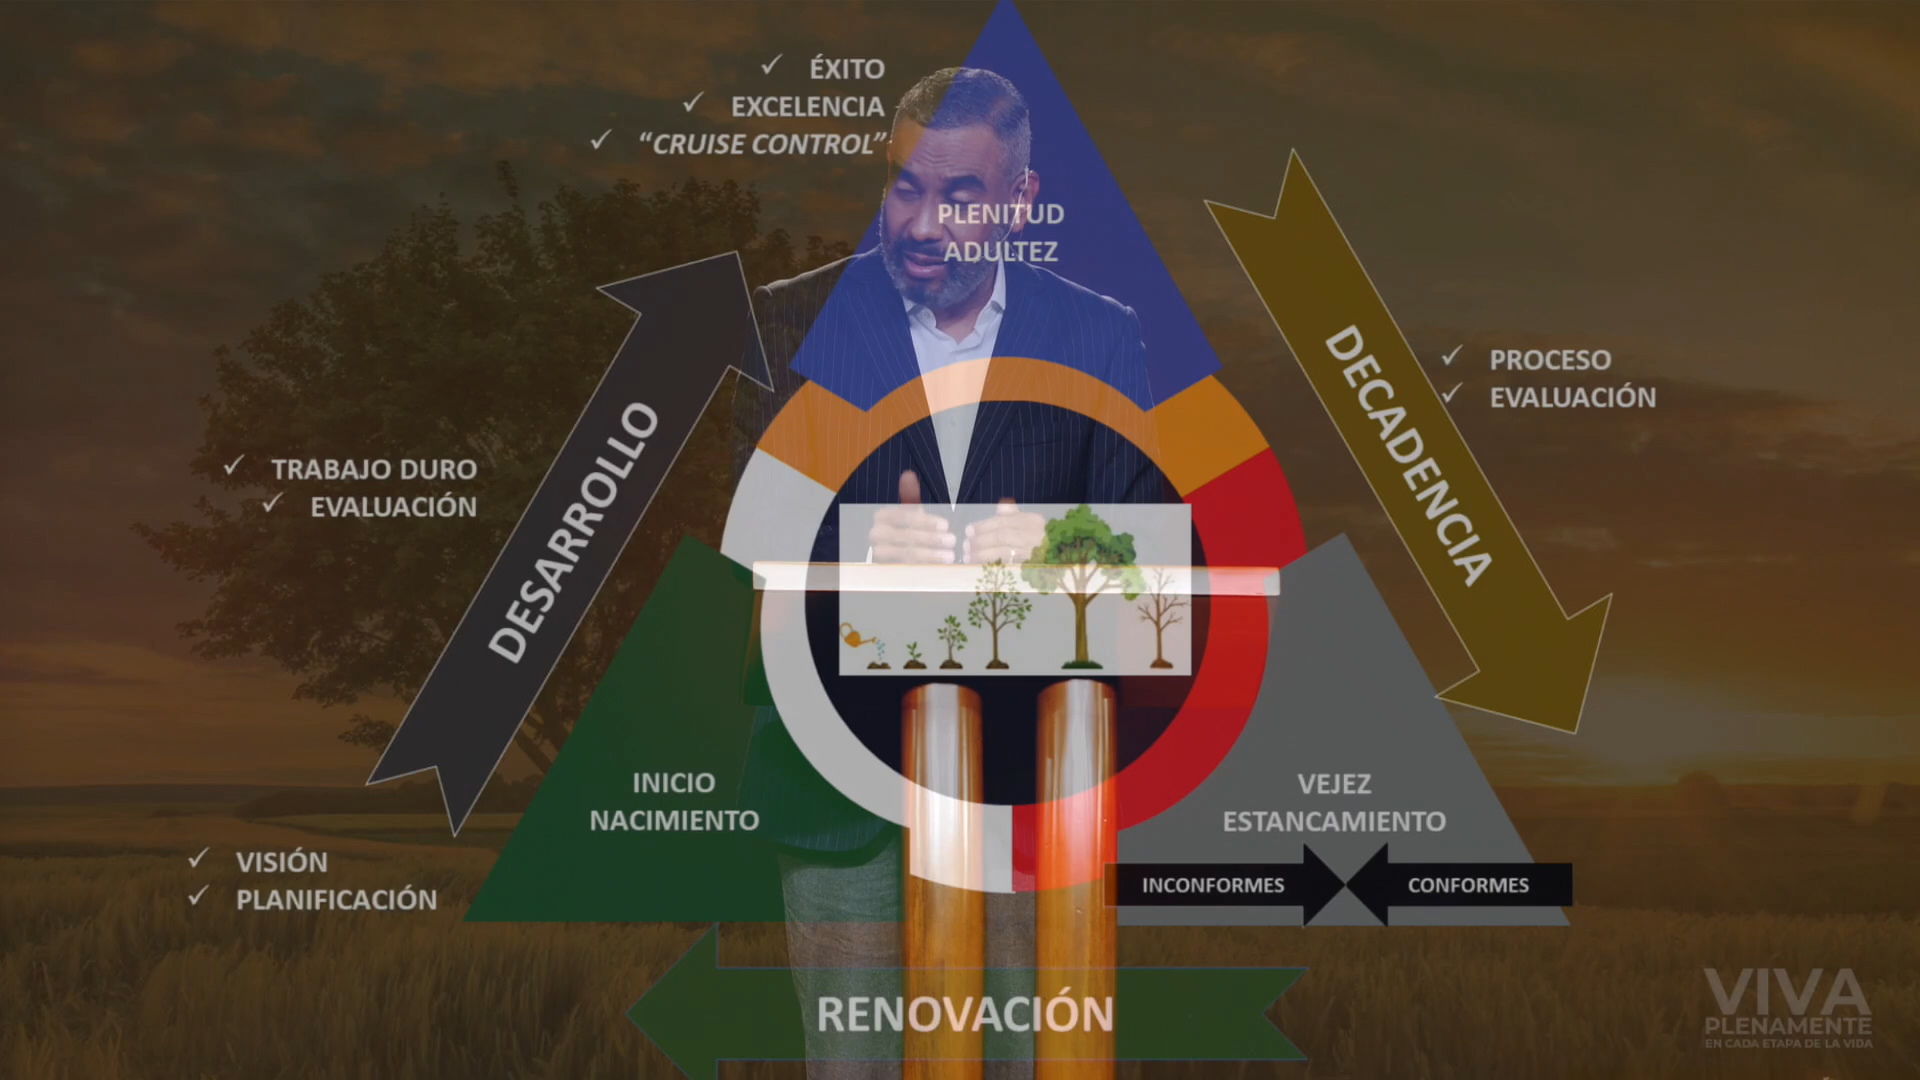 ÉXITO
EXCELENCIA
“CRUISE CONTROL”
PLENITUD
ADULTEZ
DECADENCIA
PROCESO
EVALUACIÓN
DESARROLLO
TRABAJO DURO
EVALUACIÓN
INICIO
NACIMIENTO
VEJEZ
ESTANCAMIENTO
INCONFORMES
CONFORMES
VISIÓN
PLANIFICACIÓN
RENOVACIÓN
VIVA
PLENAMENTE
EN CADA ETAPA DE LA VIDA